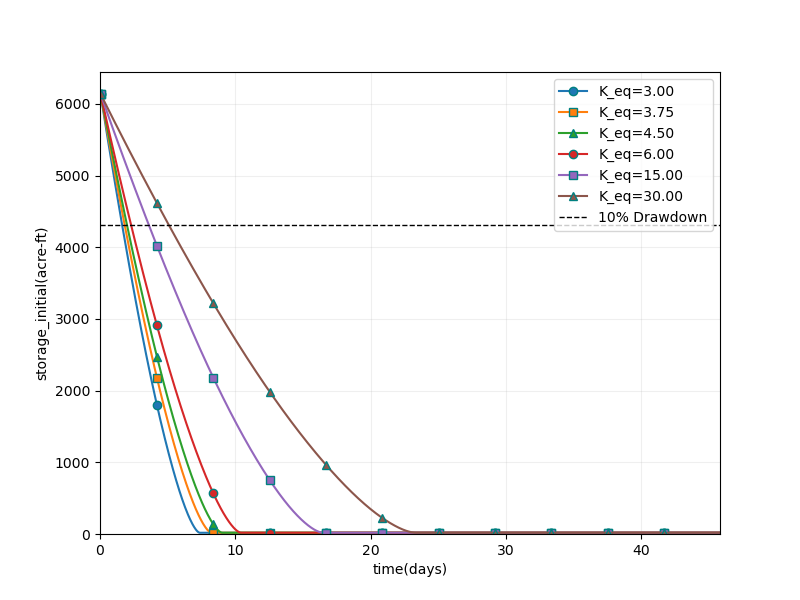 6000
5000
4000
3000
2000
1000
0
storage_initial(acre-ft)
0 10 20 30 40
time(days)
K_eq=3.00
K_eq=3.75
K_eq=4.50
K_eq=6.00
K_eq=15.00
K_eq=30.00
10% Drawdown